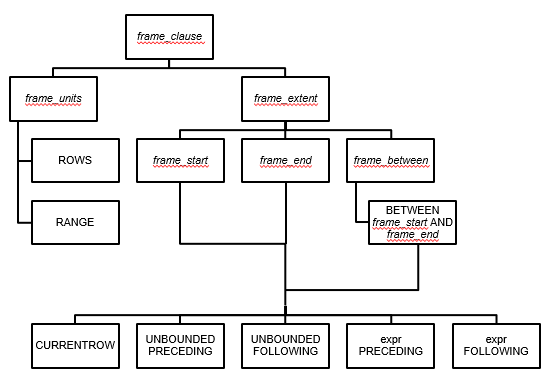 frame_clause
frame_units
frame_extent
ROWS
frame_start
frame_end
frame_between
RANGE
BETWEEN
frame_start AND
frame_end
CURRENTROW
UNBOUNDED
PRECEDING
UNBOUNDED
FOLLOWING
expr
PRECEDING
expr
FOLLOWING